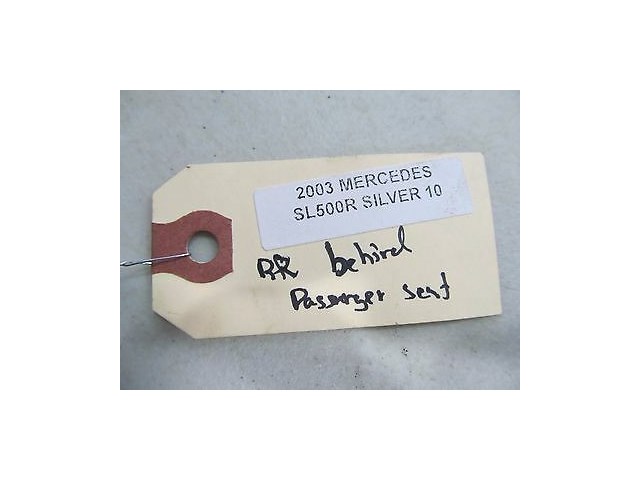 2003 MERCEDES
SL500R SILVER 10
RR behind
Passenger seat